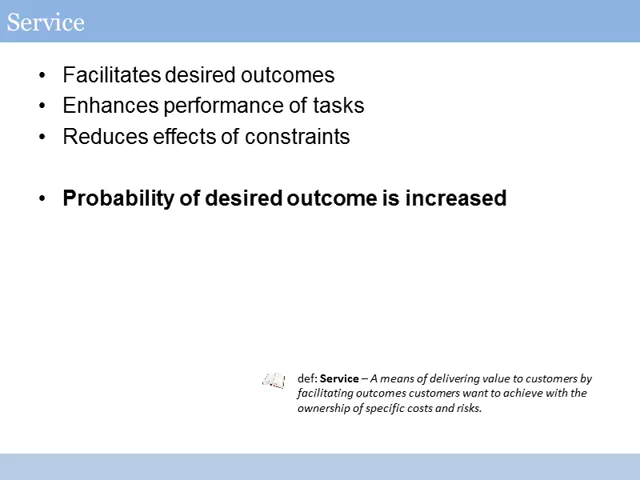 Service
• Facilitates desired outcomes
• Enhances performance of tasks
• Reduces effects of constraints
• Probability of desired outcome is increased
def: Service – A means of delivering value to customers by
facilitating outcomes customers want to achieve with the
ownership of specific costs and risks.